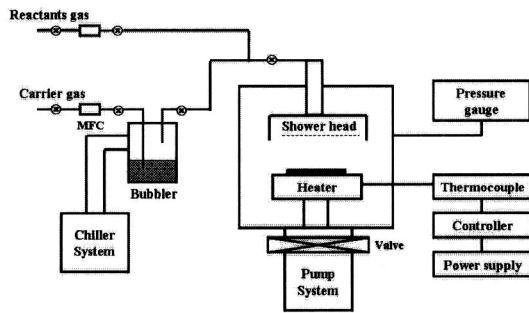 Reactants gas
Carrier gas
MFC
Bubbler
Chiller
System
Shower head
Heater
Valve
Pump
System
Pressure
gauge
Thermocouple
Controller
Power supply